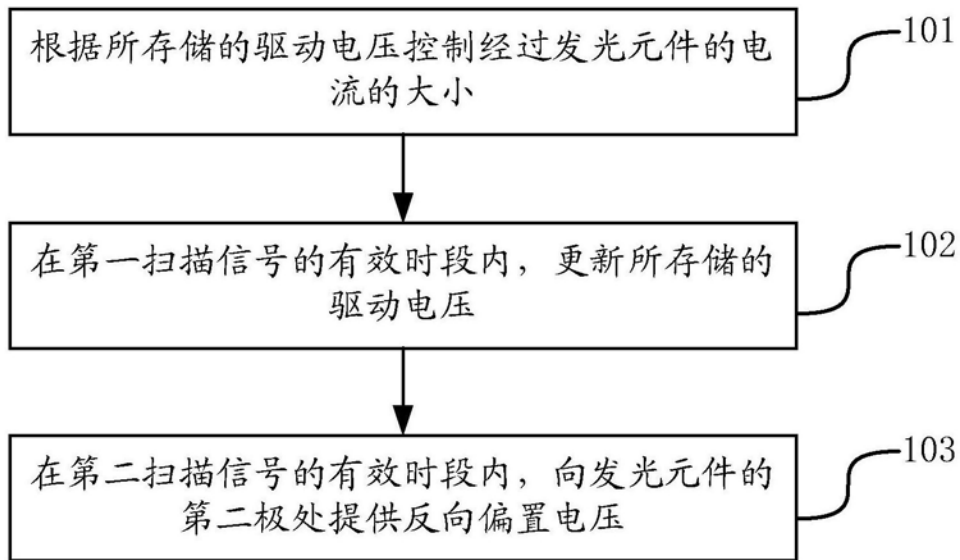 根据所存储的驱动电压控制经过发光元件的电
流的大小
101
在第一扫描信号的有效时段内，更新所存储的
驱动电压
102
在第二扫描信号的有效时段内，向发光元件的
第二极处提供反向偏置电压
103